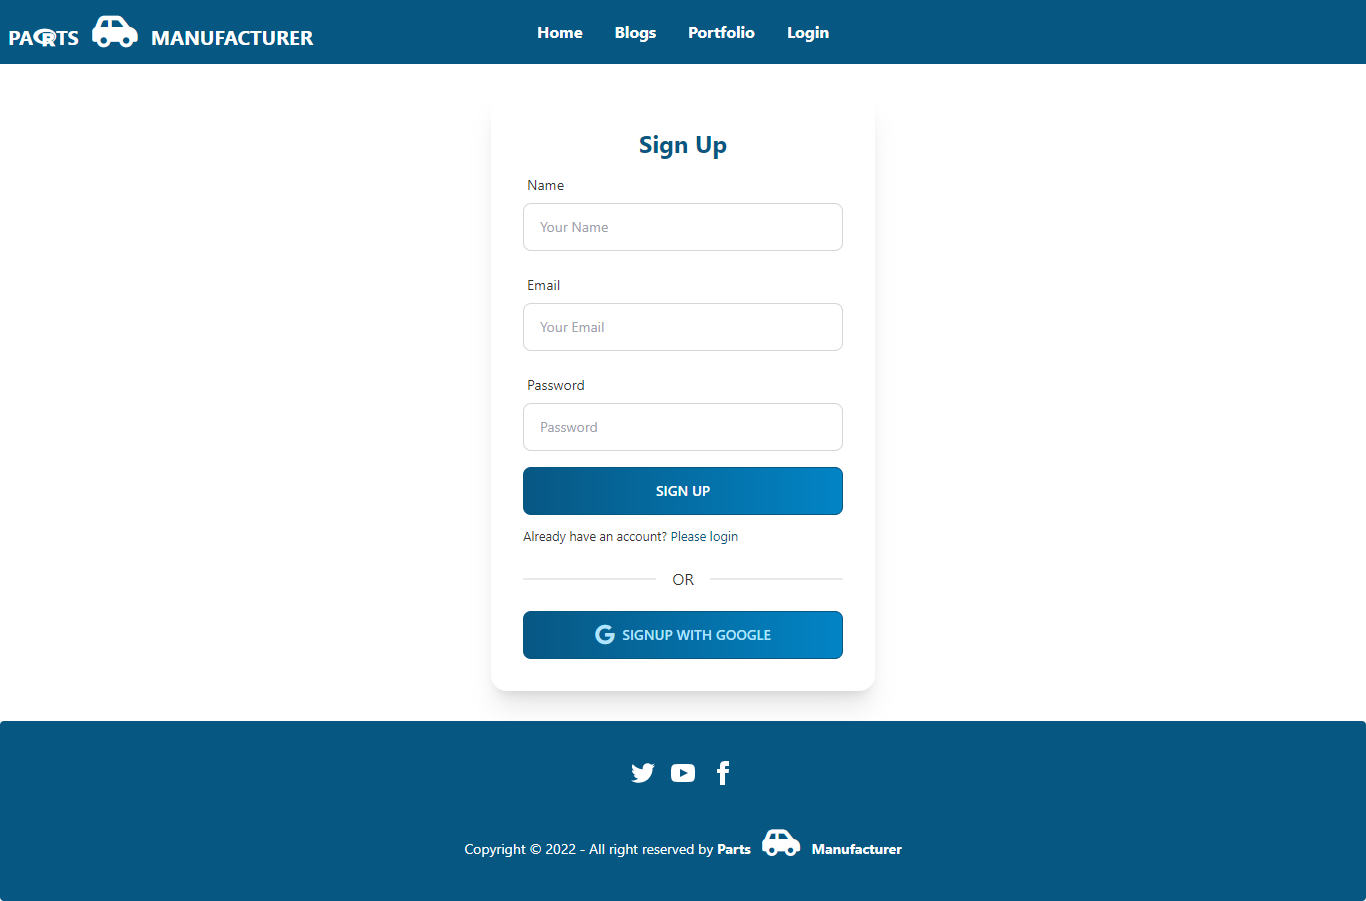 PARTS MANUFACTURER
Home Blogs Portfolio Login
Sign Up
Name
Your Name
Email
Your Email
Password
Password
SIGN UP
Already have an account? Please login
OR
SIGNUP WITH GOOGLE
Copyright © 2022 - All right reserved by Parts Manufacturer